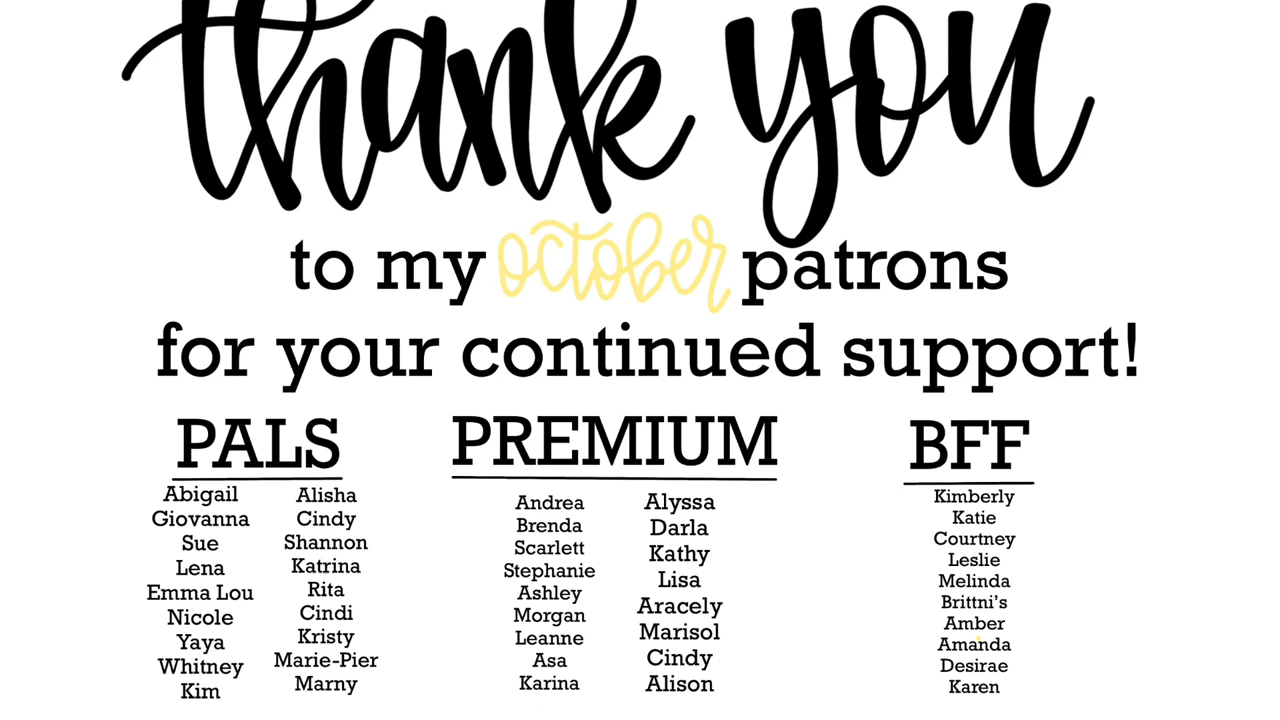 thank you
to my october patrons
for your continued support!
PALS
Abigail
Giovanna
Sue
Lena
Emma Lou
Nicole
Yaya
Whitney
Kim
Alisha
Cindy
Shannon
Katrina
Rita
Cindi
Kristy
Marie-Pier
Marny
PREMIUM
Andrea
Brenda
Scarlett
Stephanie
Ashley
Morgan
Leanne
Asa
Karina
Alyssa
Darla
Kathy
Lisa
Aracely
Marisol
Cindy
Alison
BFF
Kimberly
Katie
Courtney
Leslie
Melinda
Brittni's
Amber
Amanda
Desirae
Karen